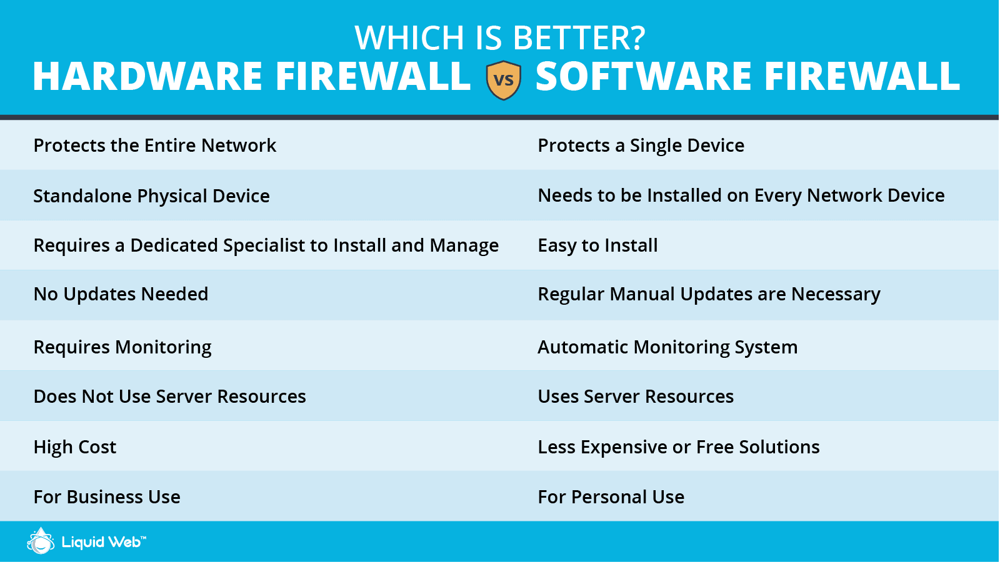 WHICH IS BETTER?
HARDWARE FIREWALL VS SOFTWARE FIREWALL
Protects the Entire Network
Protects a Single Device
Standalone Physical Device
Needs to be Installed on Every Network Device
Requires a Dedicated Specialist to Install and Manage
Easy to Install
No Updates Needed
Regular Manual Updates are Necessary
Requires Monitoring
Automatic Monitoring System
Does Not Use Server Resources
Uses Server Resources
High Cost
Less Expensive or Free Solutions
For Business Use
For Personal Use
Liquid Web™